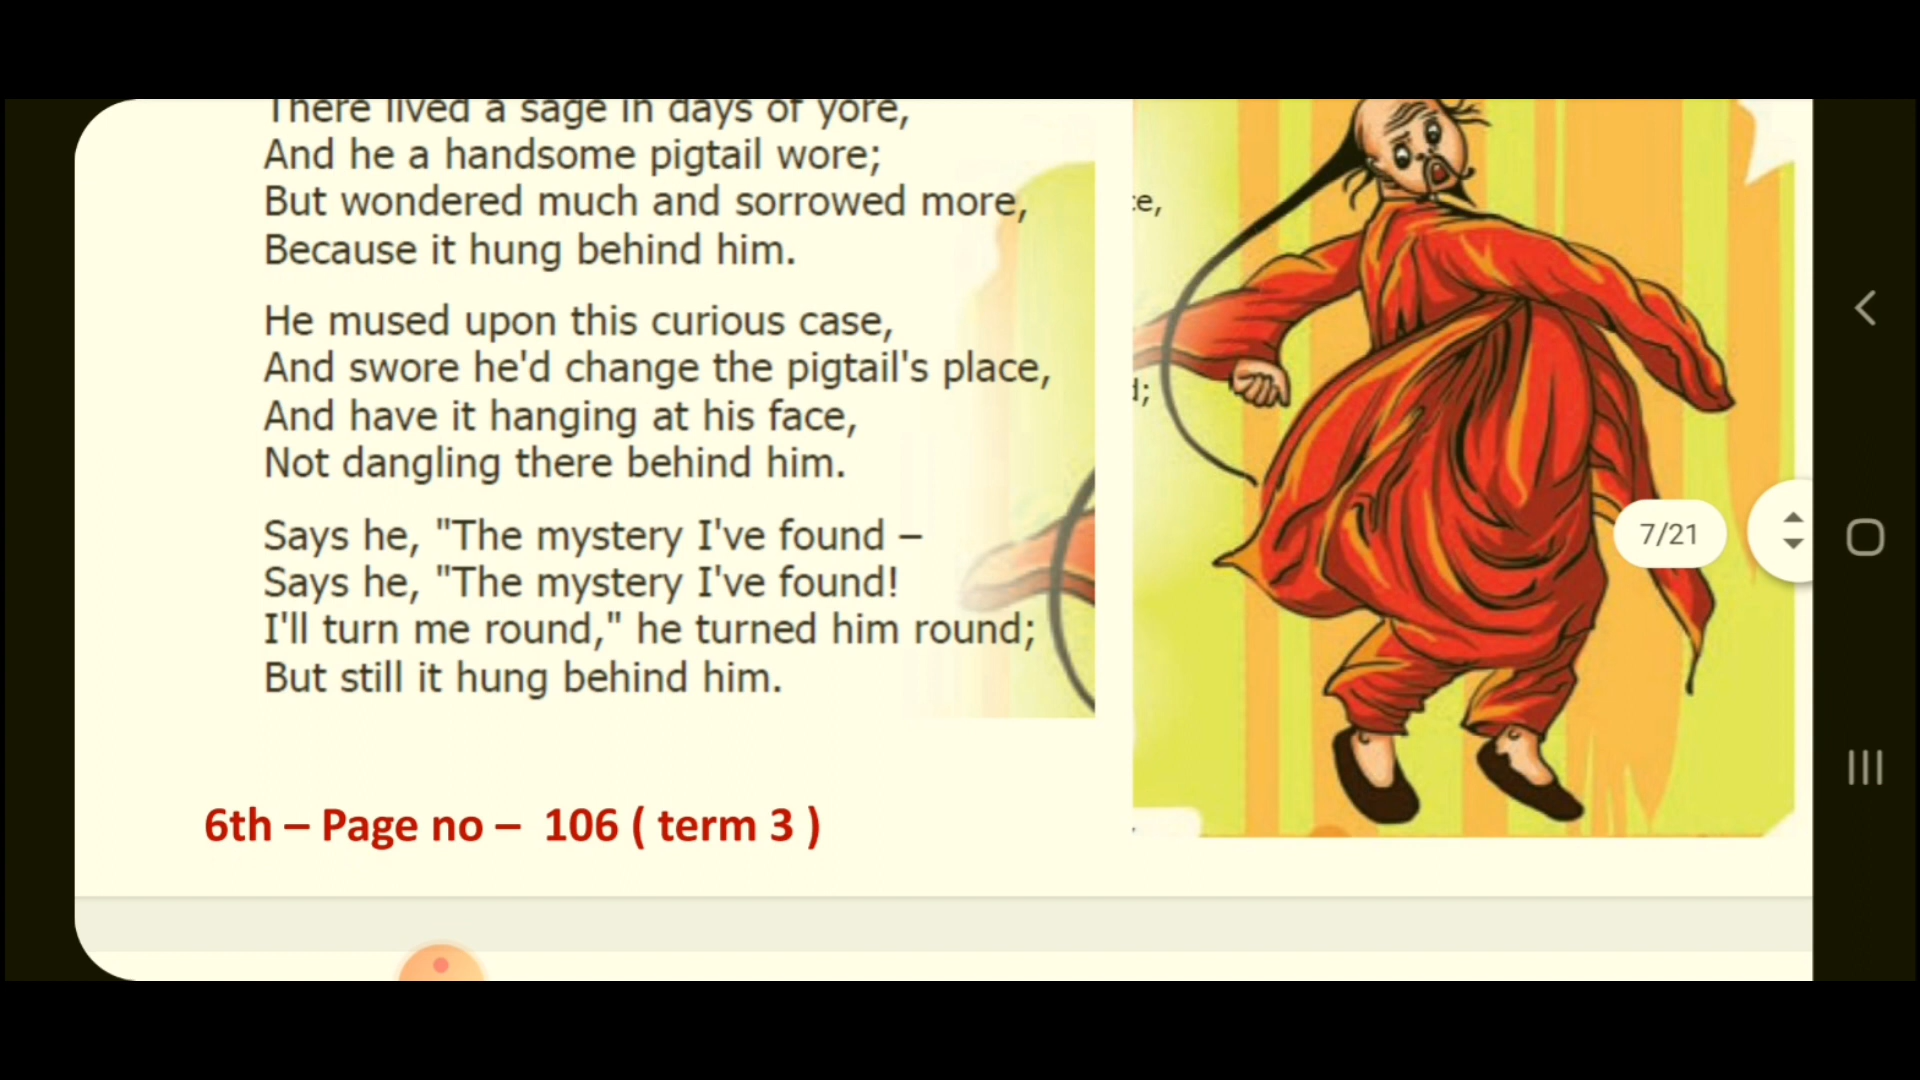 There lived a sage in days of yore,
And he a handsome pigtail wore;
But wondered much and sorrowed more,
Because it hung behind him.
He mused upon this curious case,
And swore he'd change the pigtail's place,
And have it hanging at his face,
Not dangling there behind him.
Says he, "The mystery I've found –
Says he, "The mystery I've found!
I'll turn me round," he turned him round;
But still it hung behind him.
6th – Page no – 106 ( term 3 )
ce,
d;
7/21